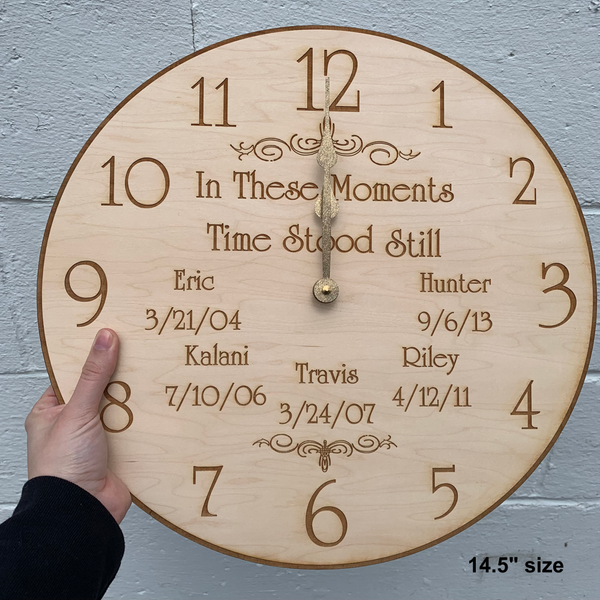 12
11 1
10 2
In These Moments
Time Stood Still
9 3
Eric Hunter
3/21/04 9/6/13
Kalani Riley
7/10/06 4/12/11
Travis
3/24/07
8 4
7 5
6
14.5" size